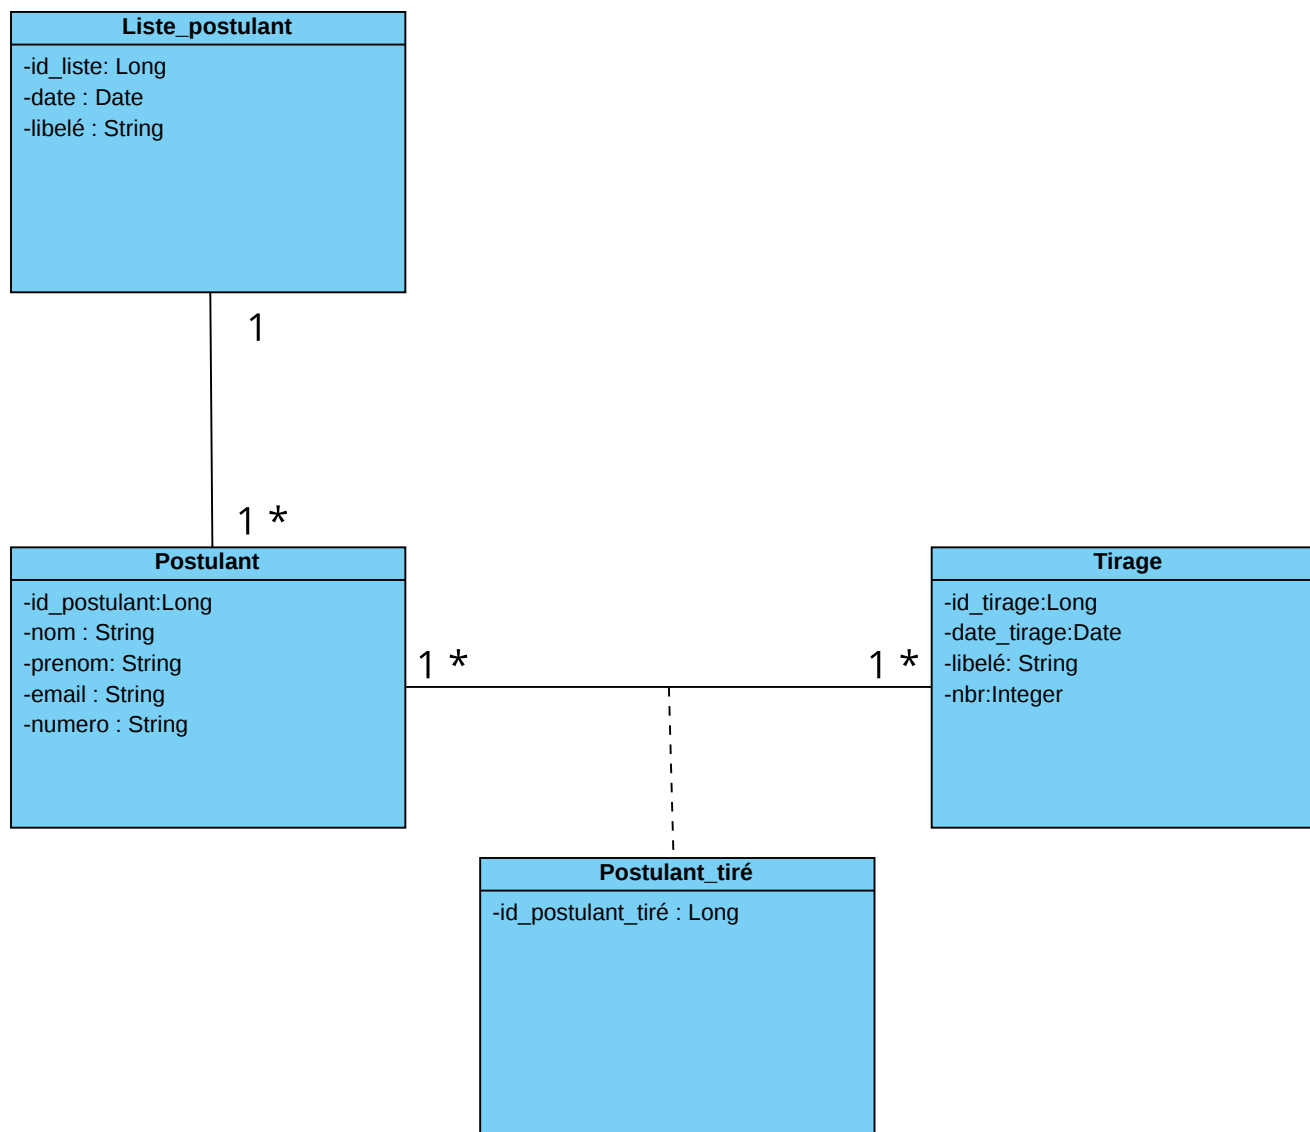 Liste_postulant
-id_liste: Long
-date : Date
-libelé : String
1
1 *
Postulant
-id_postulant:Long
-nom : String
-prenom: String
-email : String
-numero : String
1 *
1 *
Tirage
-id_tirage:Long
-date_tirage:Date
-libelé: String
-nbr:Integer
Postulant_tiré
-id_postulant_tiré : Long